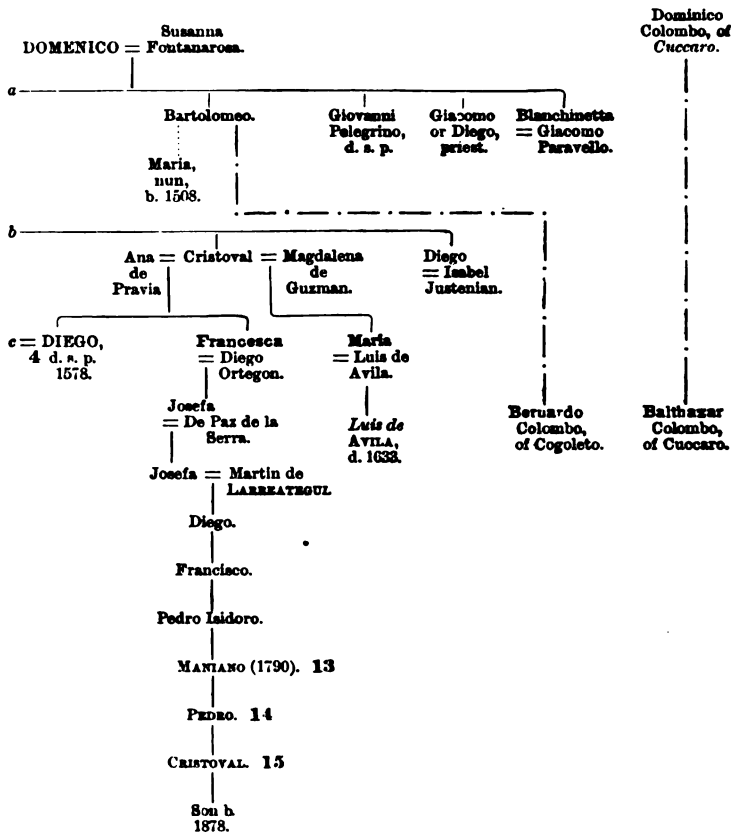 Susanna
DOMENICO = Fontanarosa.
Dominico
Colombo, of
Cuccaro.
a
Bartolomeo.
Giovanni
Pelegrino,
d. s. p.
Giacomo
or Diego,
priest.
Blanchinetta
= Giacomo
Paravello.
Maria,
nun,
b. 1508.
b
Ana = Cristoval = Magdalena
de
Pravia
de
Guzman.
Diego
= Isabel
Justenian.
c = DIEGO,
4 d. s. p.
1578.
Francesca
= Diego
Ortegon.
Maria
= Luis de
Avila.
Josefa
= De Paz de la
Serra.
Luis de
AVILA,
d. 1633.
Bernardo
Colombo,
of Cogoleto.
Balthazar
Colombo,
of Cuccaro.
Josefa = Martin de
LARREATEGUI.
Diego.
Francisco.
Pedro Isidoro.
MANIANO (1790). 13
PEDRO. 14
CRISTOVAL. 15
Son b.
1878.